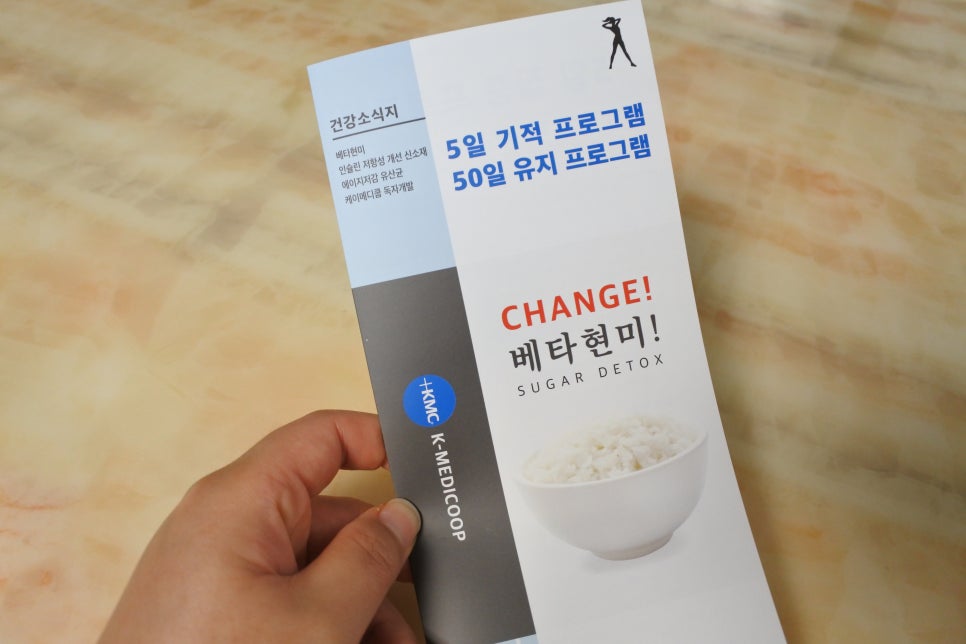 건강소식지
베타현미
인슐린 저항성 개선 신소재
에이지저감 유산균
케이메디쿱 독자개발
+KMC K-MEDICOOP
5일 기적 프로그램
50일 유지 프로그램
CHANGE!
베타현미!
SUGAR DETOX